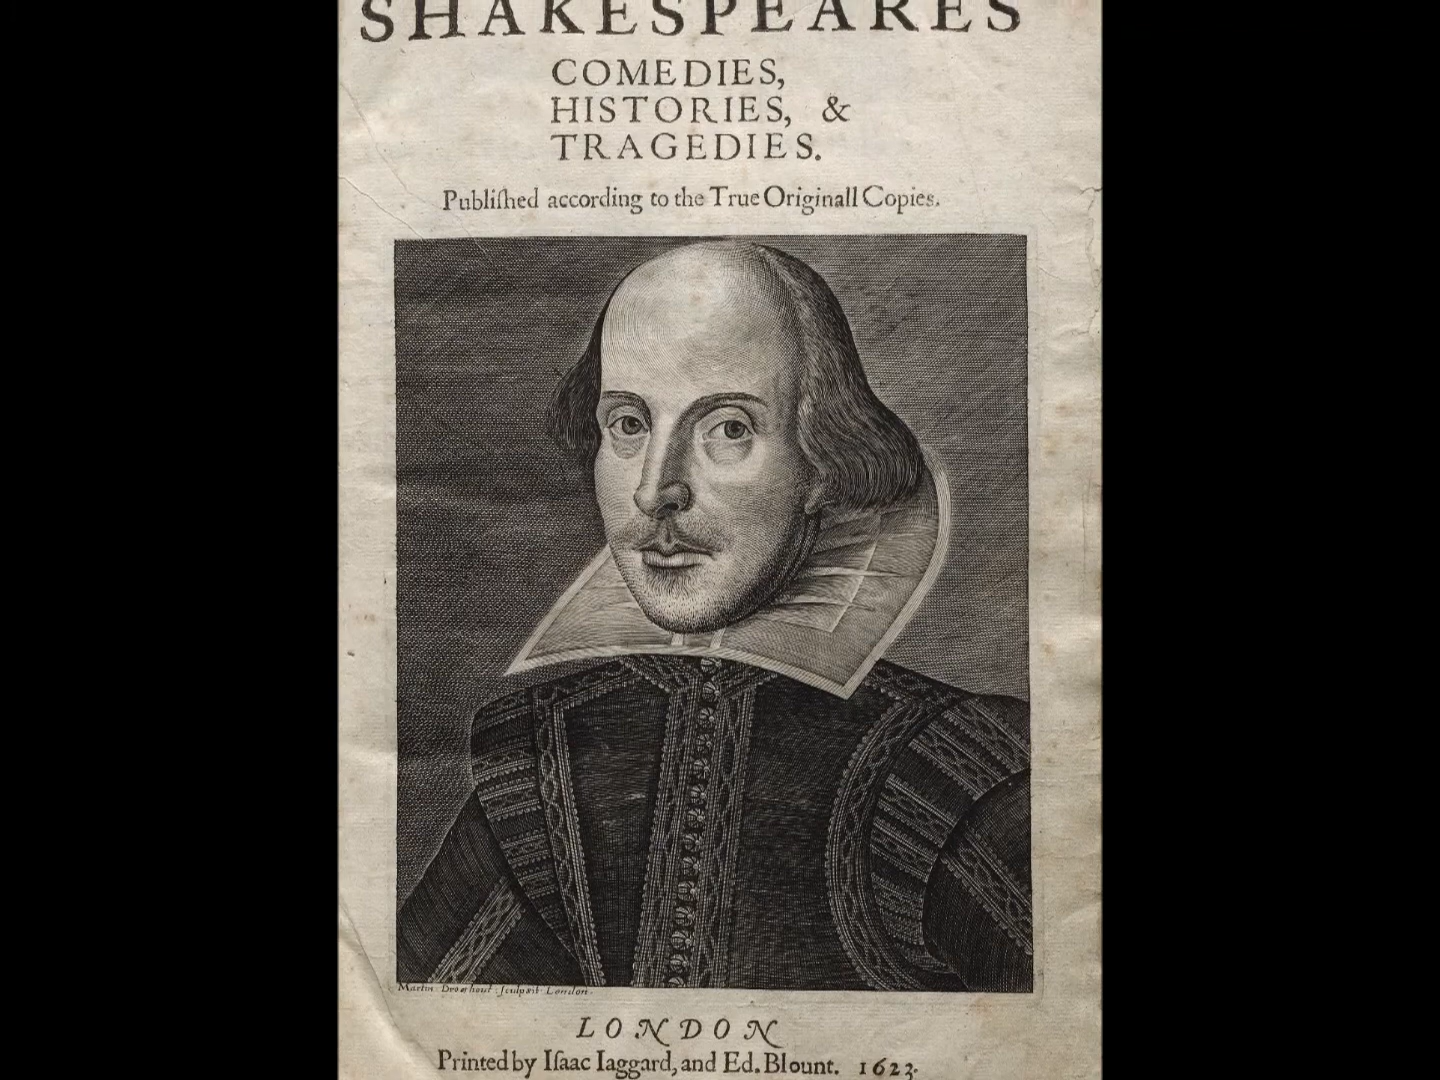 SHAKESPEARES
COMEDIES,
HISTORIES, &
TRAGEDIES.
Publiſhed according to the True Originall Copies.
Martin Droeshout ſculpsit London.
LONDON
Printed by Iſaac Iaggard, and Ed. Blount. 1623.